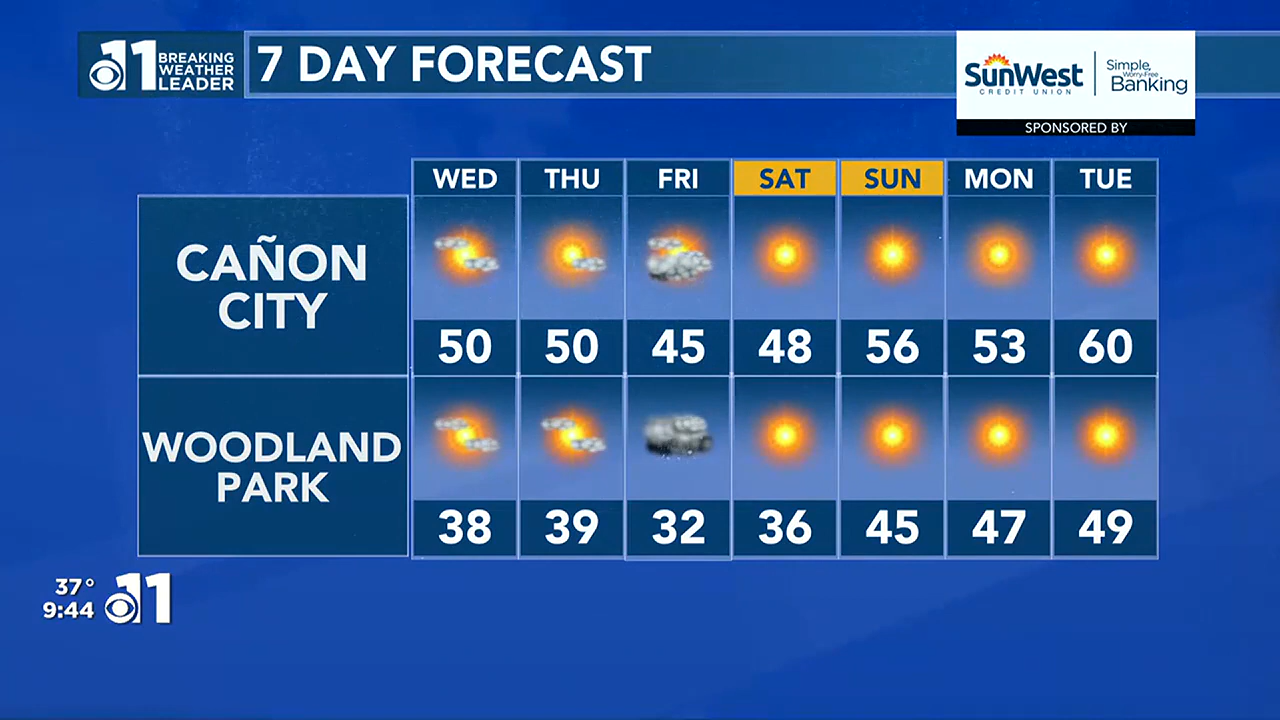 11 BREAKING
WEATHER
LEADER
7 DAY FORECAST
SunWest
CREDIT UNION
Simple,
Worry-Free
Banking
SPONSORED BY
WED THU FRI SAT SUN MON TUE
CAÑON
CITY
50 50 45 48 56 53 60
WOODLAND
PARK
38 39 32 36 45 47 49
37°
9:44
11